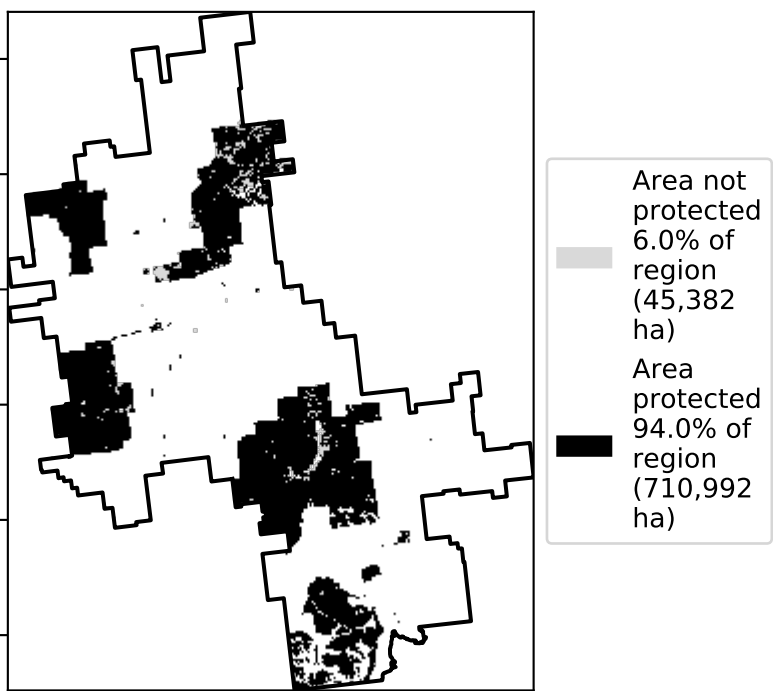 Area not
protected
6.0% of
region
(45,382
ha)
Area
protected
94.0% of
region
(710,992
ha)